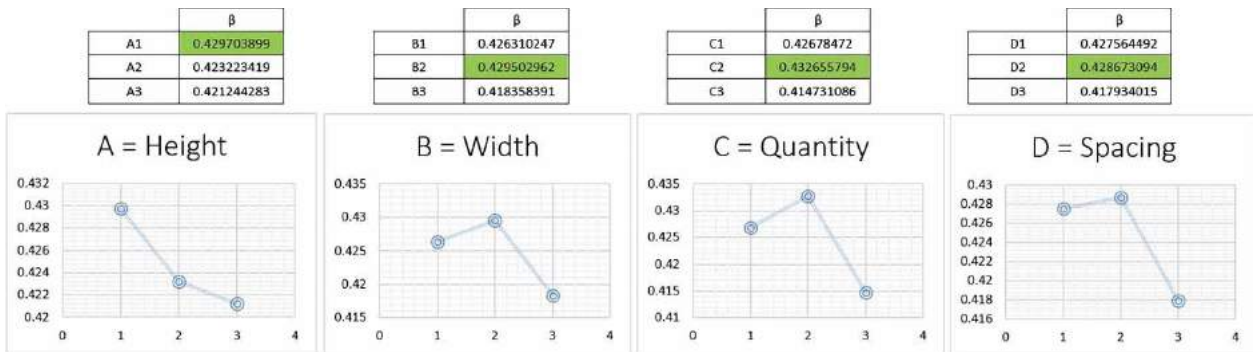 β
A1 0.429703899
A2 0.423223419
A3 0.421244283
β
B1 0.426310247
B2 0.429502962
B3 0.418358391
β
C1 0.42678472
C2 0.432655794
C3 0.414731086
β
D1 0.427564492
D2 0.428673094
D3 0.417934015
A = Height
0.432
0.43
0.428
0.426
0.424
0.422
0.42
0 1 2 3 4
B = Width
0.435
0.43
0.425
0.42
0.415
0 1 2 3 4
C = Quantity
0.435
0.43
0.425
0.42
0.415
0.41
0 1 2 3 4
D = Spacing
0.43
0.428
0.426
0.424
0.422
0.42
0.418
0.416
0 1 2 3 4